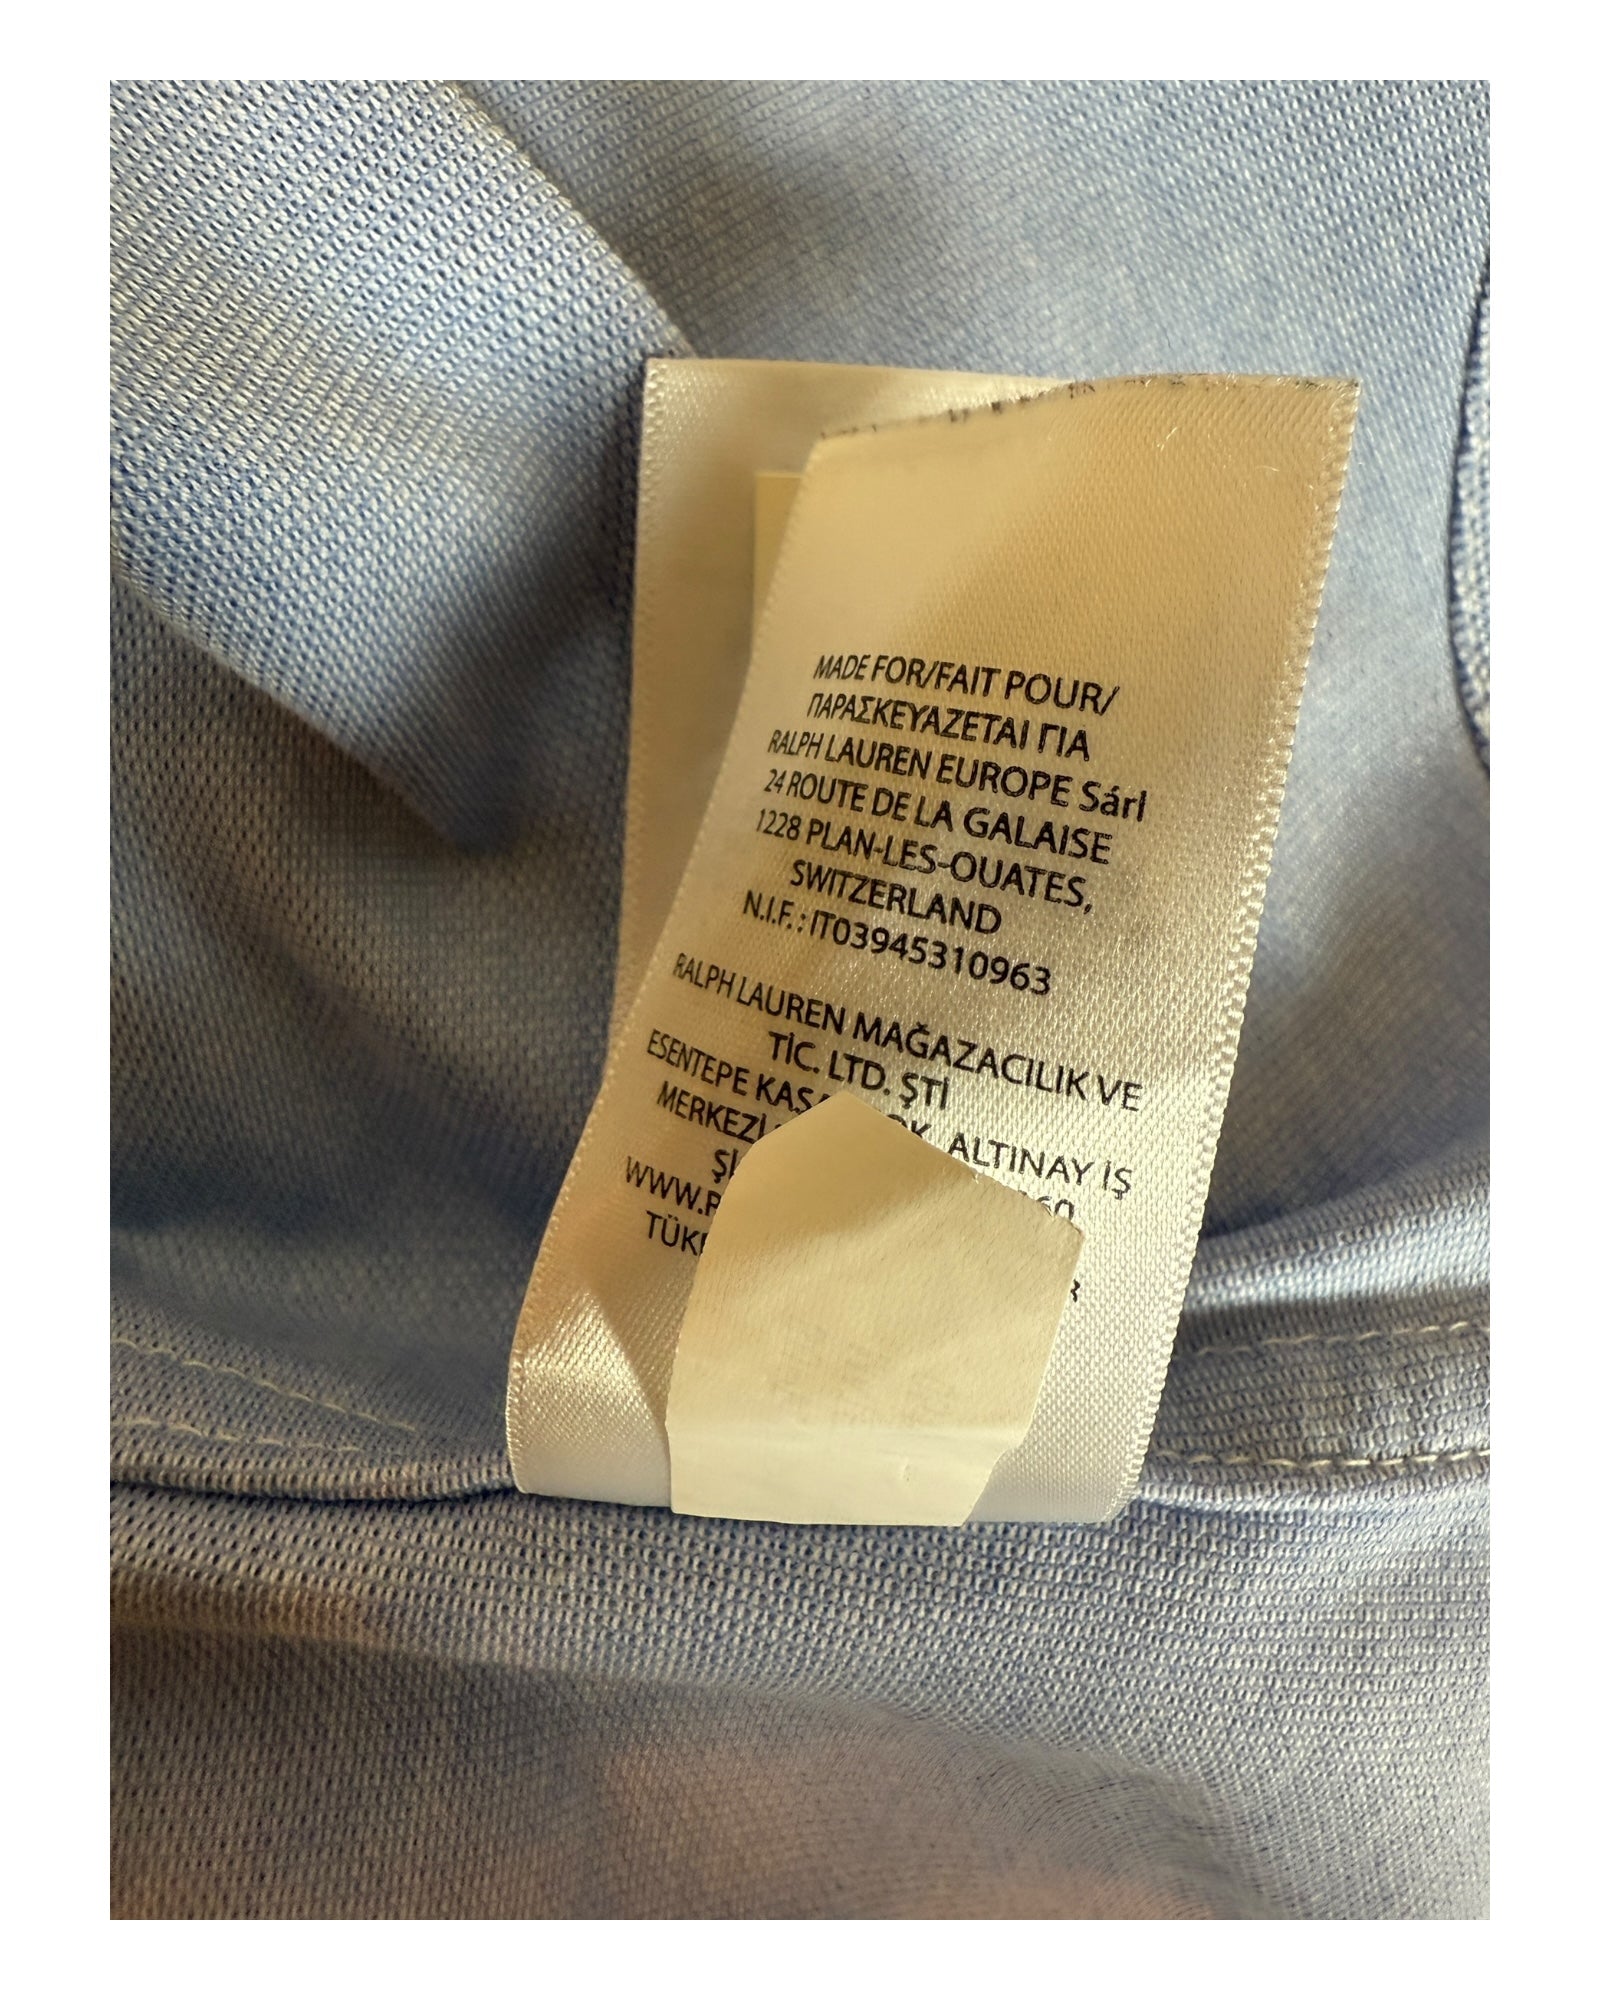 MADE FOR/FAIT POUR/
ΠΑΡΑΣΚΕΥΑΖΕΤΑΙ ΓΙΑ
RALPH LAUREN EUROPE Sárl
24 ROUTE DE LA GALAISE
1228 PLAN-LES-OUATES,
SWITZERLAND
N.I.F. : IT03945310963
RALPH LAUREN MAĞAZACILIK VE
TİC. LTD. ŞTİ
ESENTEPE ALTINAY İŞ
MERKEZİ